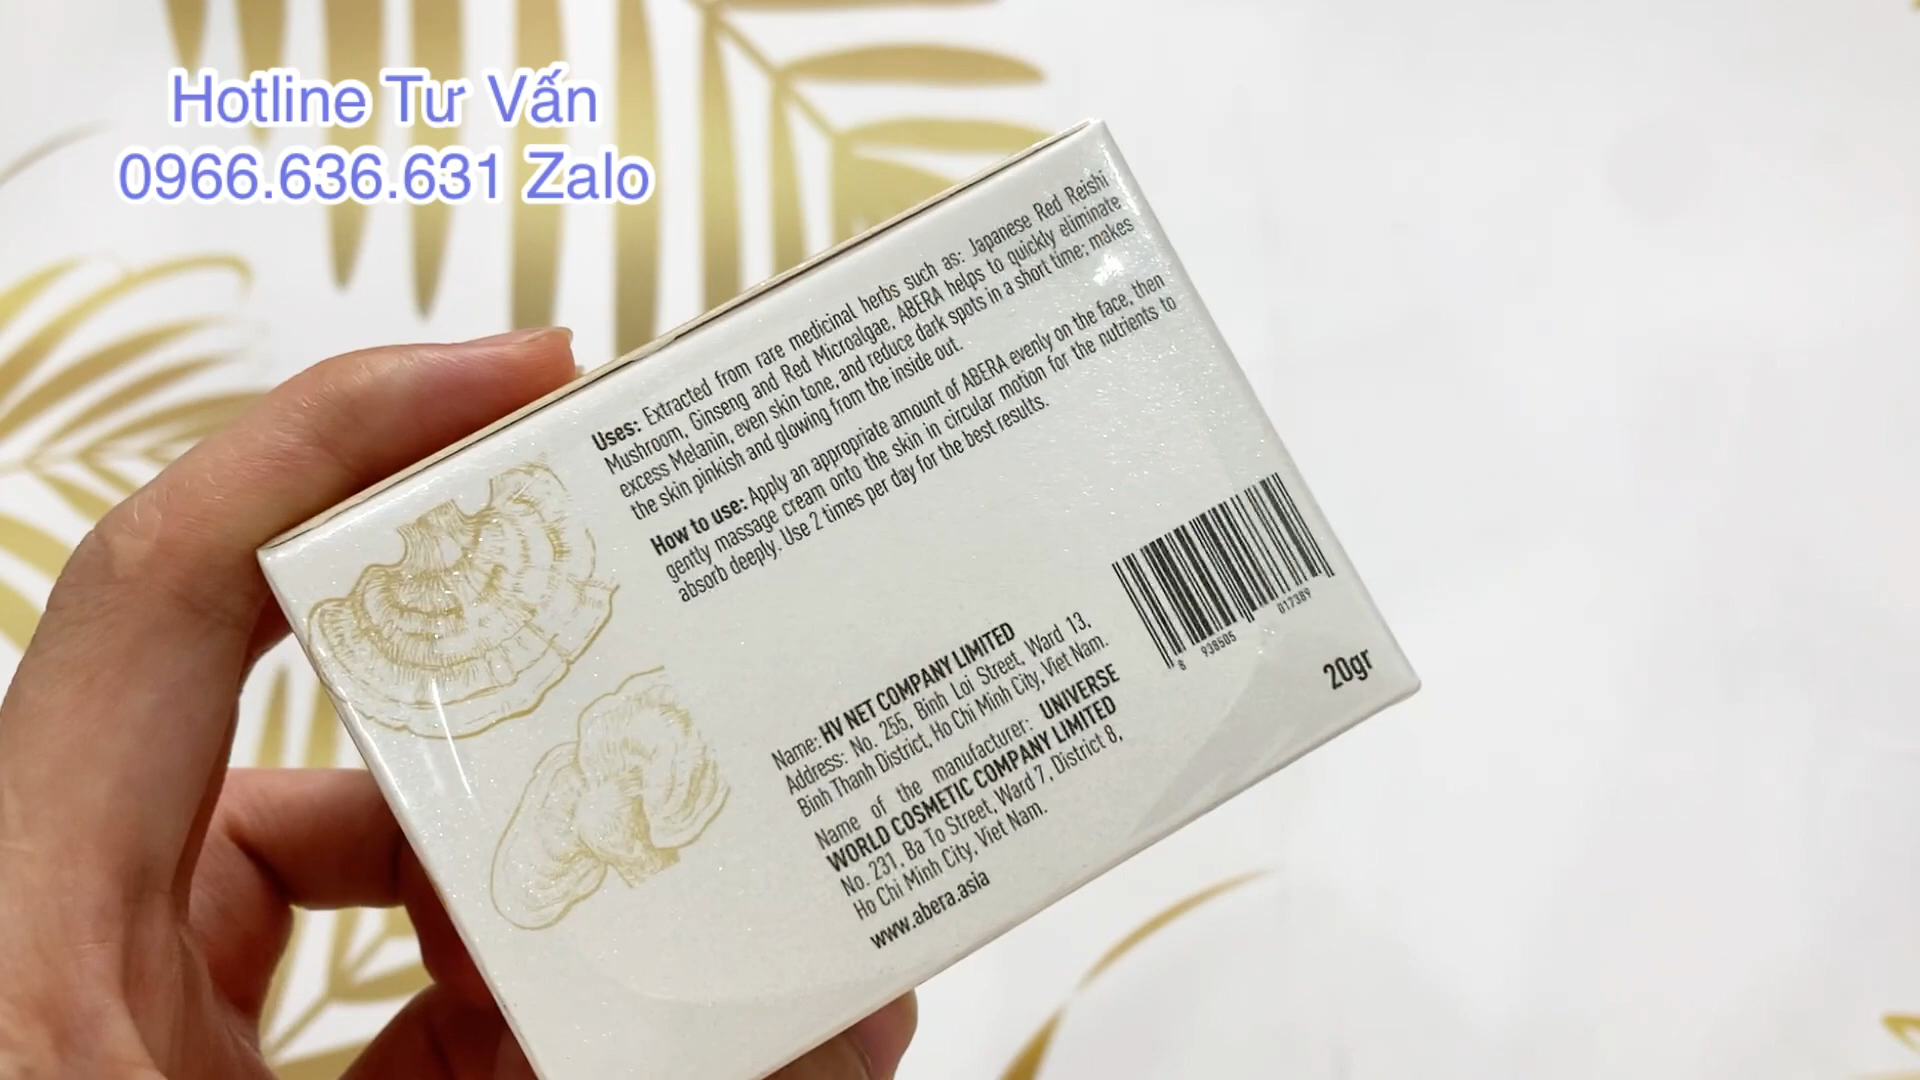 Hotline Tư Vấn
0966.636.631 Zalo
Uses: Extracted from rare medicinal herbs such as: Japanese Red Reishi
Mushroom, Ginseng and Red Microalgae, ABERA helps to quickly eliminate
excess Melanin, even skin tone, and reduce dark spots in a short time; makes
the skin pinkish and glowing from the inside out.
How to use: Apply an appropriate amount of ABERA evenly on the face, then
gently massage cream onto the skin in circular motion for the nutrients to
absorb deeply. Use 2 times per day for the best results.
Name: HV NET COMPANY LIMITED
Address: No. 255, Binh Loi Street, Ward 13,
Binh Thanh District, Ho Chi Minh City, Viet Nam.
Name of the manufacturer: UNIVERSE
WORLD COSMETIC COMPANY LIMITED
No. 231, Ba To Street, Ward 7, District 8,
Ho Chi Minh City, Viet Nam.
www.abera.asia
8 938505 017389
20gr